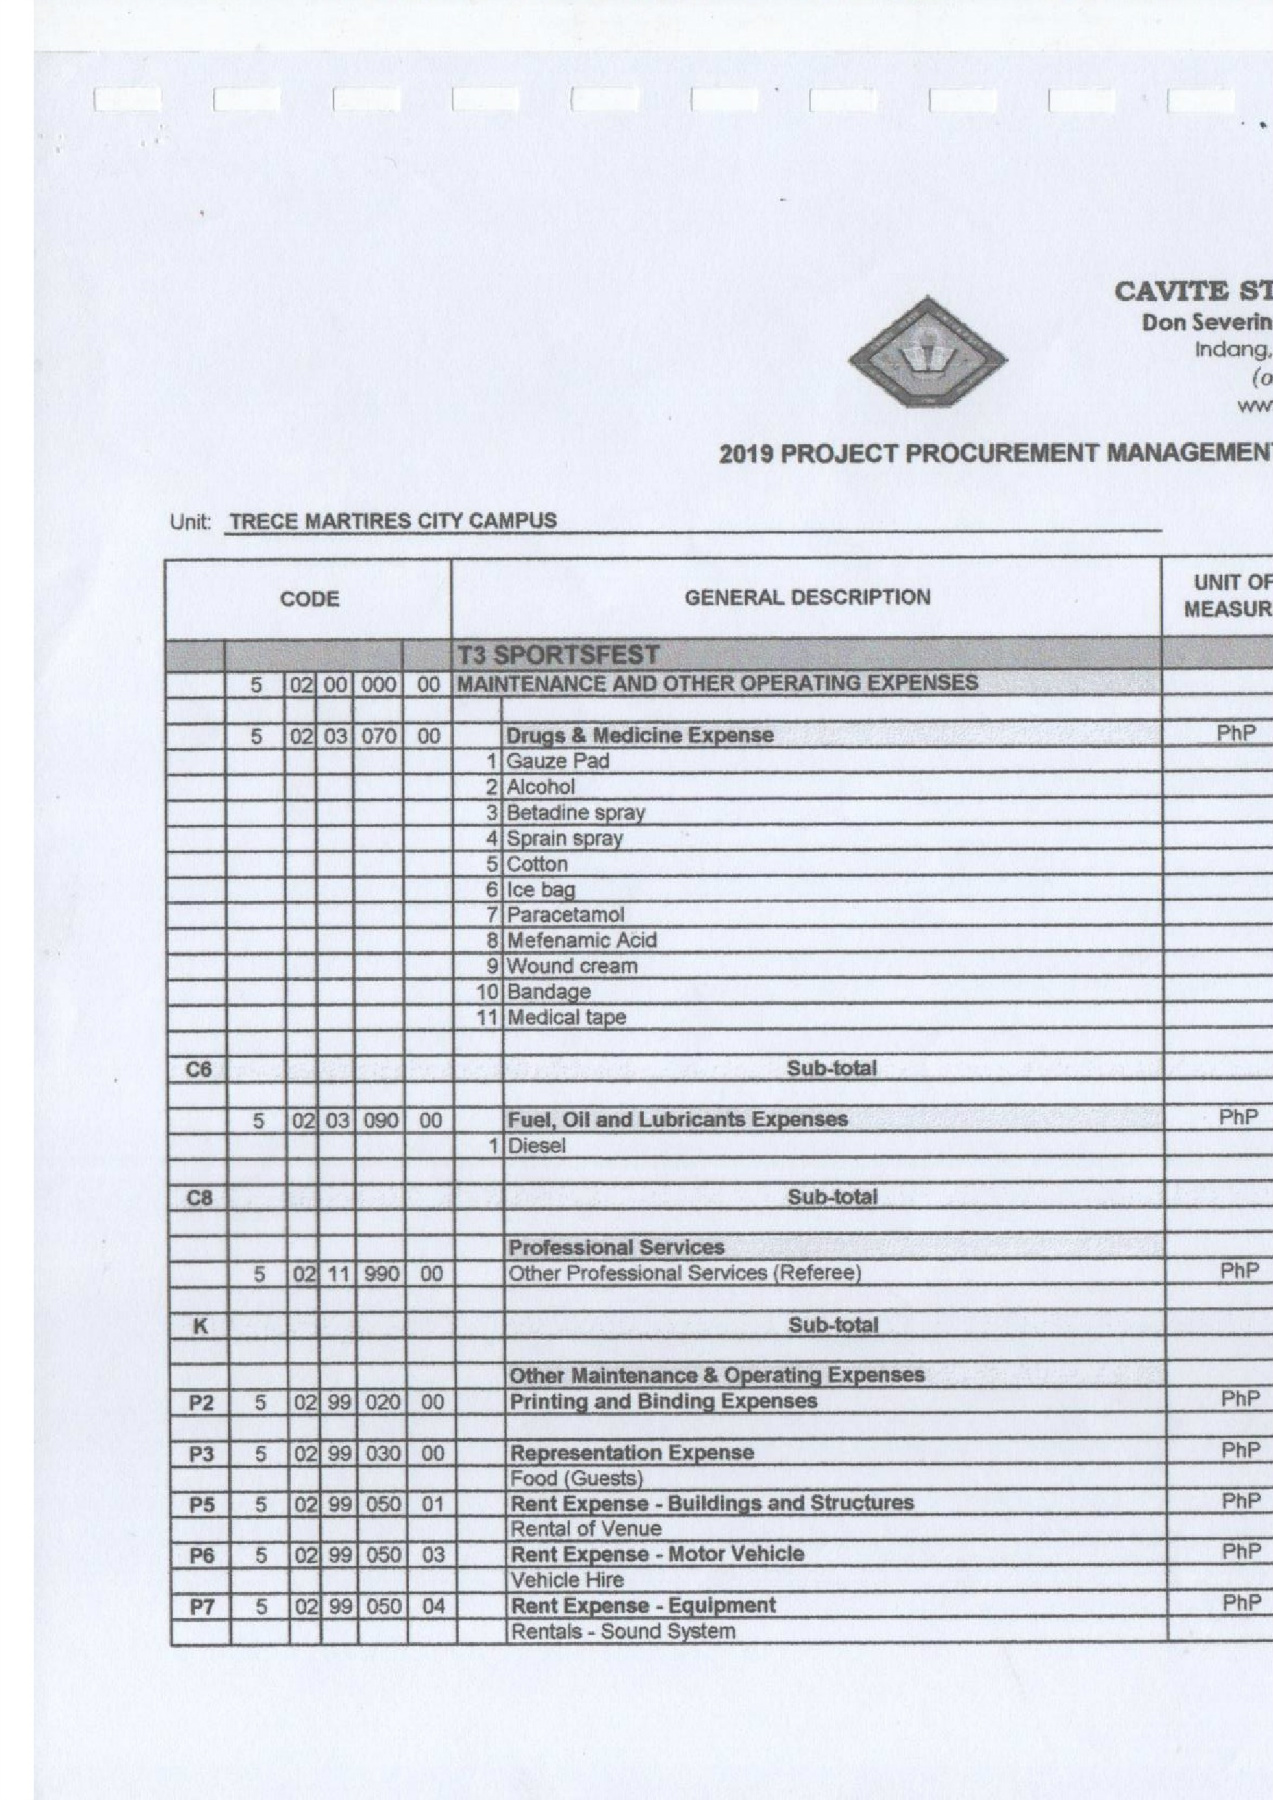 CAVITE ST
Don Severin
Indang,
(o
ww
2019 PROJECT PROCUREMENT MANAGEMENT
Unit: TRECE MARTIRES CITY CAMPUS
CODE GENERAL DESCRIPTION UNIT OF MEASUR
T3 SPORTSFEST
5 02 00 000 00 MAINTENANCE AND OTHER OPERATING EXPENSES
5 02 03 070 00 Drugs & Medicine Expense PhP
1 Gauze Pad
2 Alcohol
3 Betadine spray
4 Sprain spray
5 Cotton
6 Ice bag
7 Paracetamol
8 Mefenamic Acid
9 Wound cream
10 Bandage
11 Medical tape
C6 Sub-total
5 02 03 090 00 Fuel, Oil and Lubricants Expenses PhP
1 Diesel
C8 Sub-total
Professional Services
5 02 11 990 00 Other Professional Services (Referee) PhP
K Sub-total
Other Maintenance & Operating Expenses
P2 5 02 99 020 00 Printing and Binding Expenses PhP
P3 5 02 99 030 00 Representation Expense PhP
Food (Guests)
P5 5 02 99 050 01 Rent Expense - Buildings and Structures PhP
Rental of Venue
P6 5 02 99 050 03 Rent Expense - Motor Vehicle PhP
Vehicle Hire
P7 5 02 99 050 04 Rent Expense - Equipment PhP
Rentals - Sound System